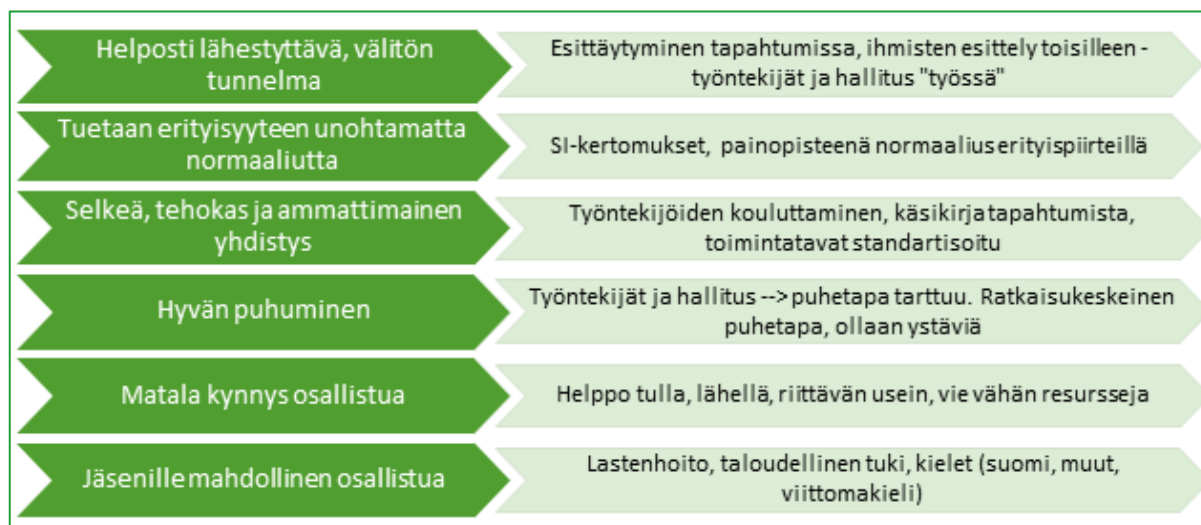 Helposti lähestyttävä, välitön
tunnelma
Esittäytyminen tapahtumissa, ihmisten esittely toisilleen -
työntekijät ja hallitus "työssä"
Tuetaan erityisyyteen unohtamatta
normaaliutta
SI-kertomukset, painopisteenä normaalius erityispiirteillä
Selkeä, tehokas ja ammattimainen
yhdistys
Työntekijöiden kouluttaminen, käsikirja tapahtumista,
toimintatavat standartisoitu
Hyvän puhuminen
Työntekijät ja hallitus --> puhetapa tarttuu. Ratkaisukeskeinen
puhetapa, ollaan ystäviä
Matala kynnys osallistua
Helppo tulla, lähellä, riittävän usein, vie vähän resursseja
Jäsenille mahdollinen osallistua
Lastenhoito, taloudellinen tuki, kielet (suomi, muut,
viittomakieli)